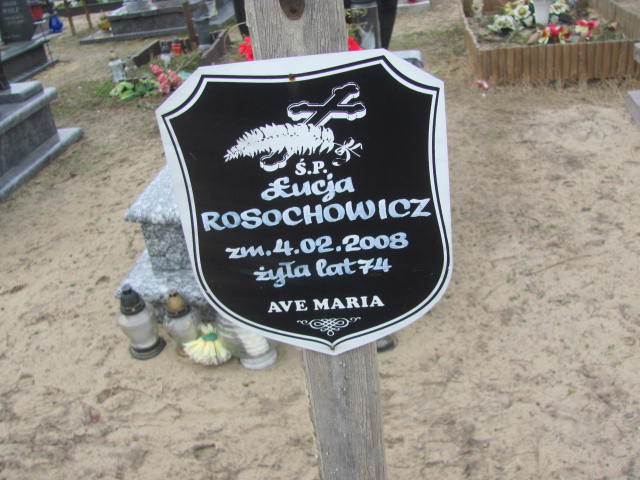 Ś.P.
Łucja
ROSOCHOWICZ
zm. 4.02.2008
żyła lat 74
AVE MARIA